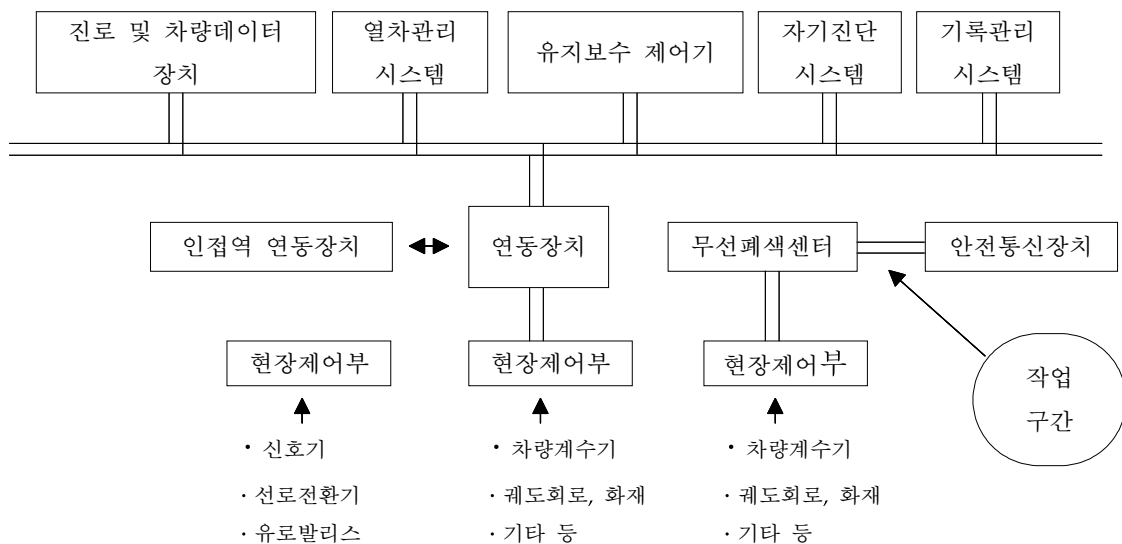 진로 및 차량데이터
장치
열차관리
시스템
유지보수 제어기
자기진단
시스템
기록관리
시스템
인접역 연동장치
연동장치
무선폐색센터
안전통신장치
현장제어부
현장제어부
현장제어부
작업
구간
· 신호기
· 선로전환기
· 유로발리스
· 차량계수기
· 궤도회로, 화재
· 기타 등
· 차량계수기
· 궤도회로, 화재
· 기타 등